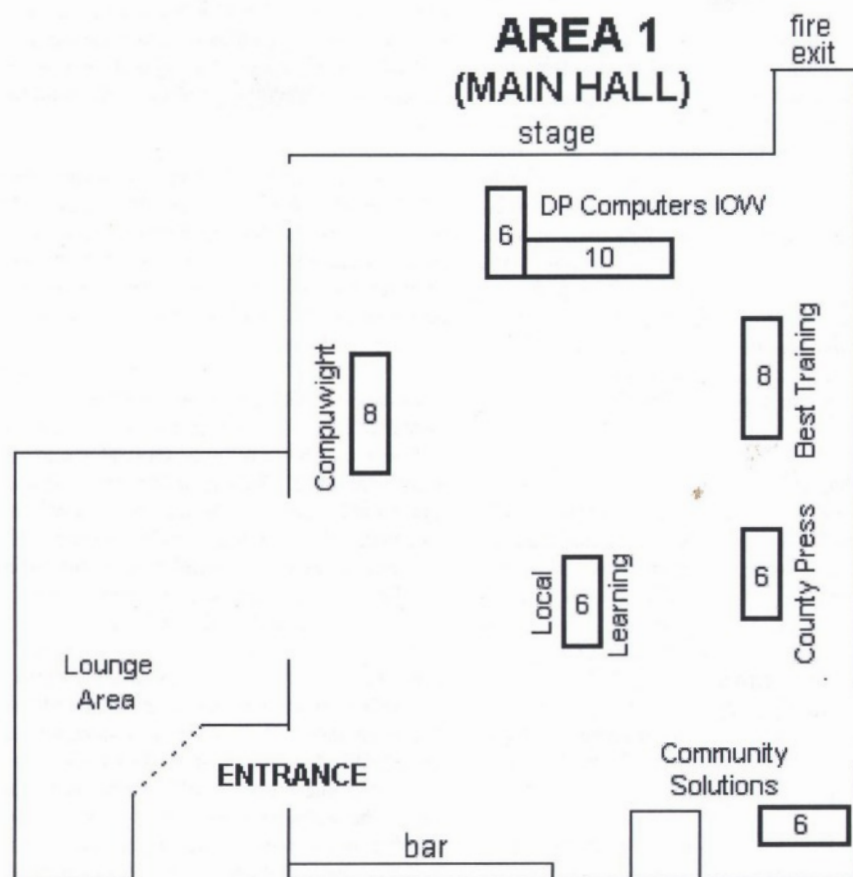 AREA 1
(MAIN HALL)
fire
exit
stage
DP Computers IOW
6
10
Compuwight
8
8
Best Training
Local
6
Learning
6
County Press
Lounge
Area
ENTRANCE
Community
Solutions
6
bar